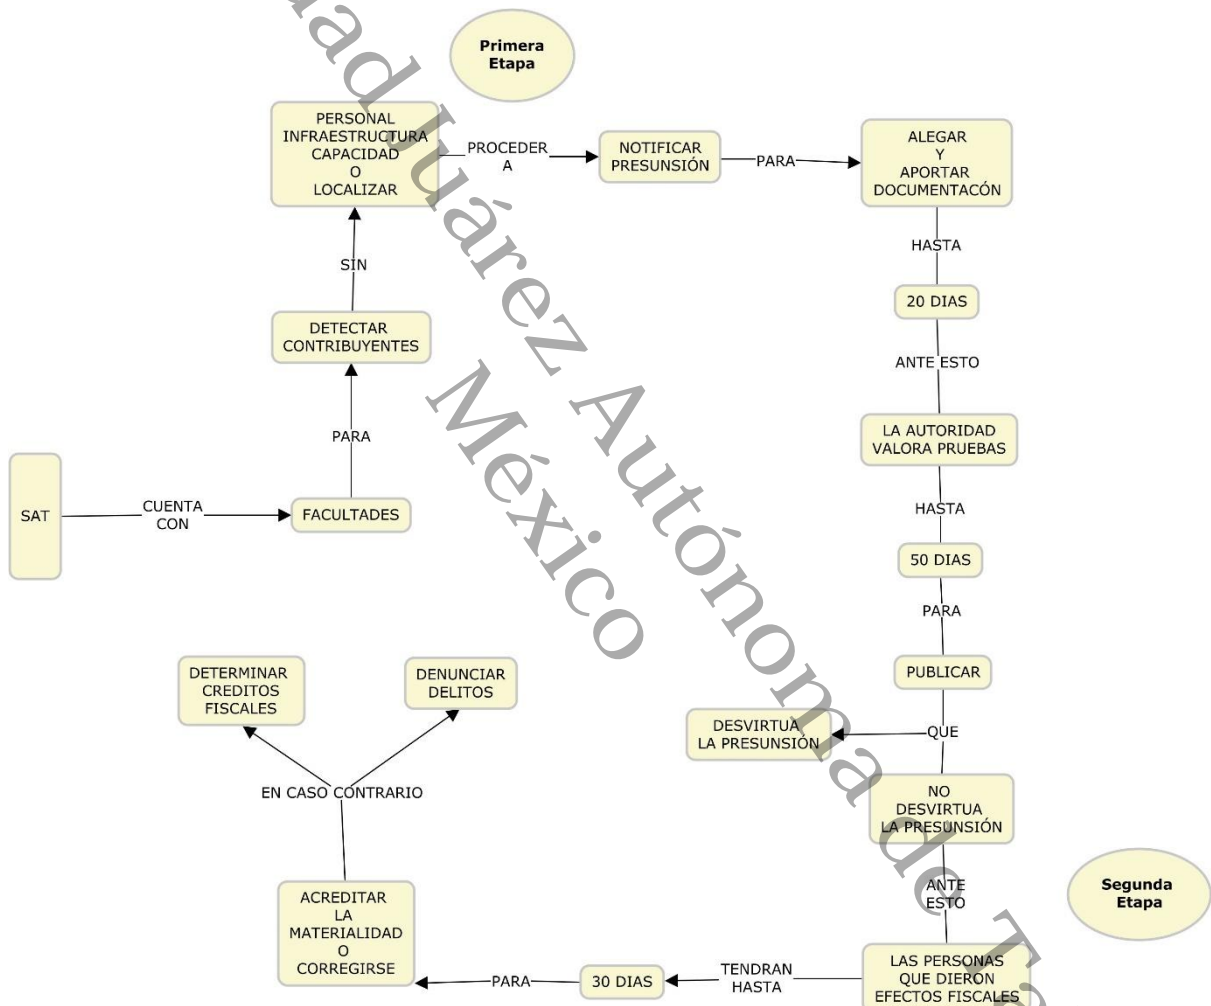 Primera
Etapa
PERSONAL
INFRAESTRUCTURA
CAPACIDAD
O
LOCALIZAR
PROCEDER
A
NOTIFICAR
PRESUNSIÓN
PARA
ALEGAR
Y
APORTAR
DOCUMENTACÓN
HASTA
SIN
20 DIAS
DETECTAR
CONTRIBUYENTES
ANTE ESTO
PARA
LA AUTORIDAD
VALORA PRUEBAS
SAT
CUENTA
CON
FACULTADES
HASTA
50 DIAS
PARA
PUBLICAR
DETERMINAR
CREDITOS
FISCALES
DENUNCIAR
DELITOS
DESVIRTUA
LA PRESUNSIÓN
QUE
EN CASO CONTRARIO
NO
DESVIRTUA
LA PRESUNSIÓN
ANTE
ESTO
Segunda
Etapa
ACREDITAR
LA
MATERIALIDAD
O
CORREGIRSE
PARA
30 DIAS
TENDRAN
HASTA
LAS PERSONAS
QUE DIERON
EFECTOS FISCALES
Juárez Autónoma de
México